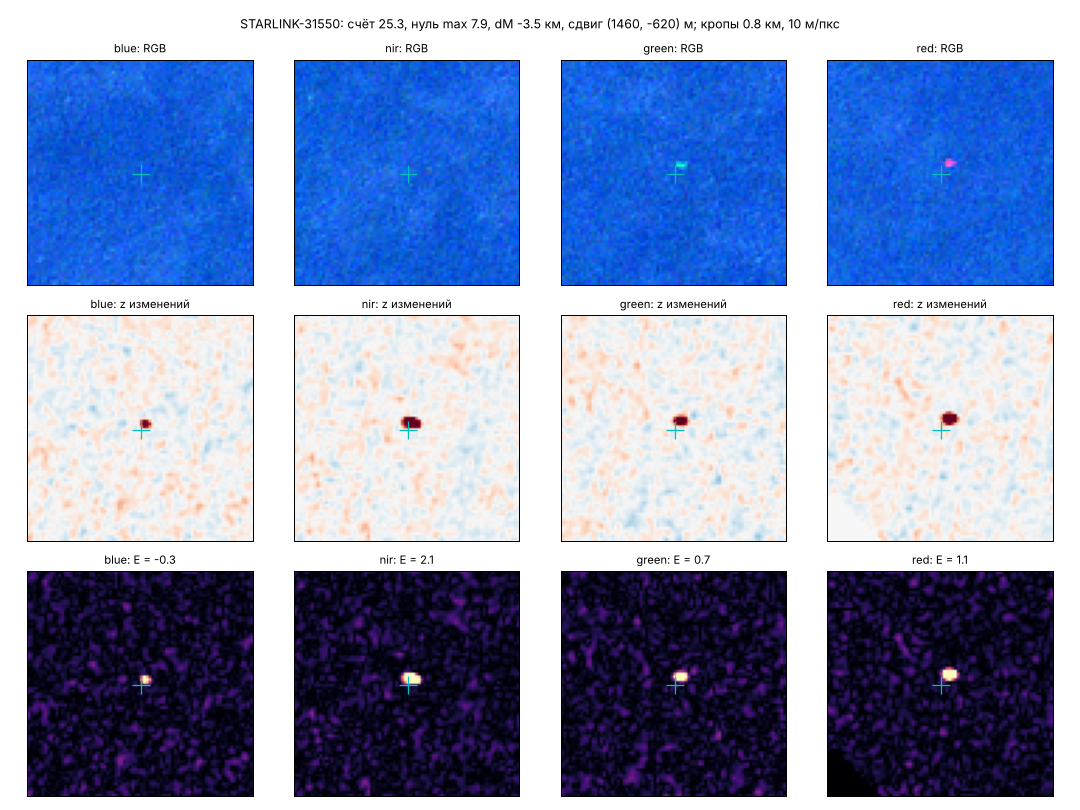 STARLINK-31550: счёт 25.3, нуль max 7.9, dM -3.5 км, сдвиг (1460, -620) м; кропы 0.8 км, 10 м/пкс
blue: RGB
nir: RGB
green: RGB
red: RGB
blue: z изменений
nir: z изменений
green: z изменений
red: z изменений
blue: E = -0.3
nir: E = 2.1
green: E = 0.7
red: E = 1.1